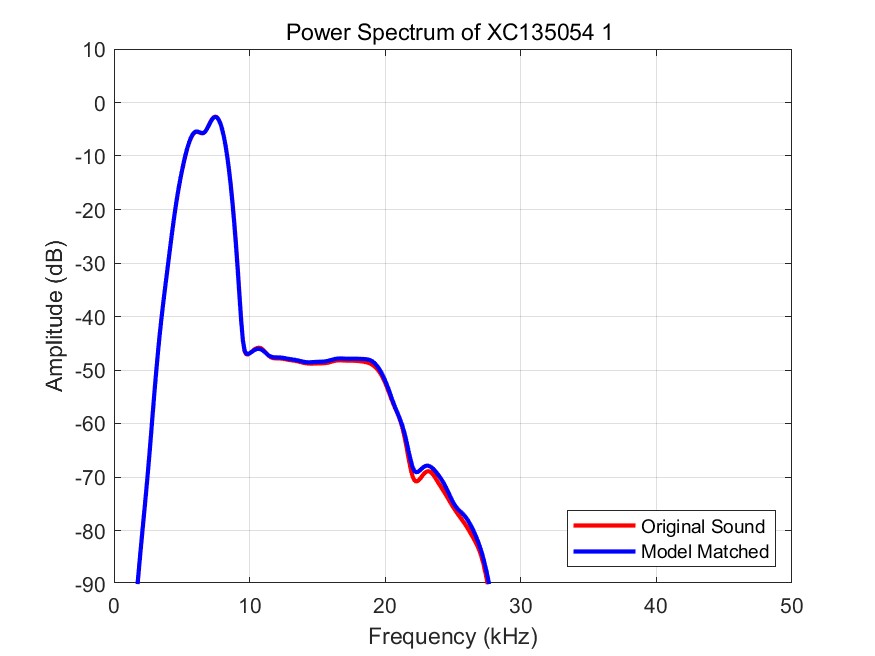 Power Spectrum of XC135054 1
10
0
-10
-20
-30
-40
-50
-60
-70
-80
-90
Amplitude (dB)
Original Sound
Model Matched
0 10 20 30 40 50
Frequency (kHz)